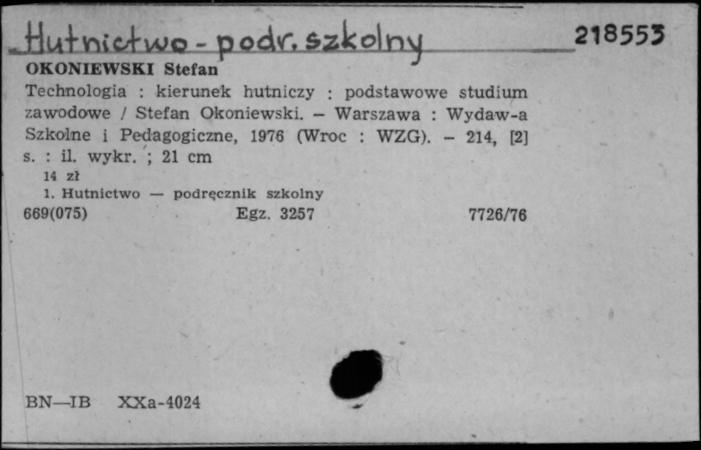 Hutnictwo - podr. szkolny 218553
OKONIEWSKI Stefan
Technologia : kierunek hutniczy : podstawowe studium
zawodowe / Stefan Okoniewski. — Warszawa : Wydaw-a
Szkolne i Pedagogiczne, 1976 (Wroc : WZG). — 214, [2]
s. : il. wykr. ; 21 cm
14 zł
1. Hutnictwo — podręcznik szkolny
669(075) Egz. 3257 7726/76
BN—IB XXa-4024